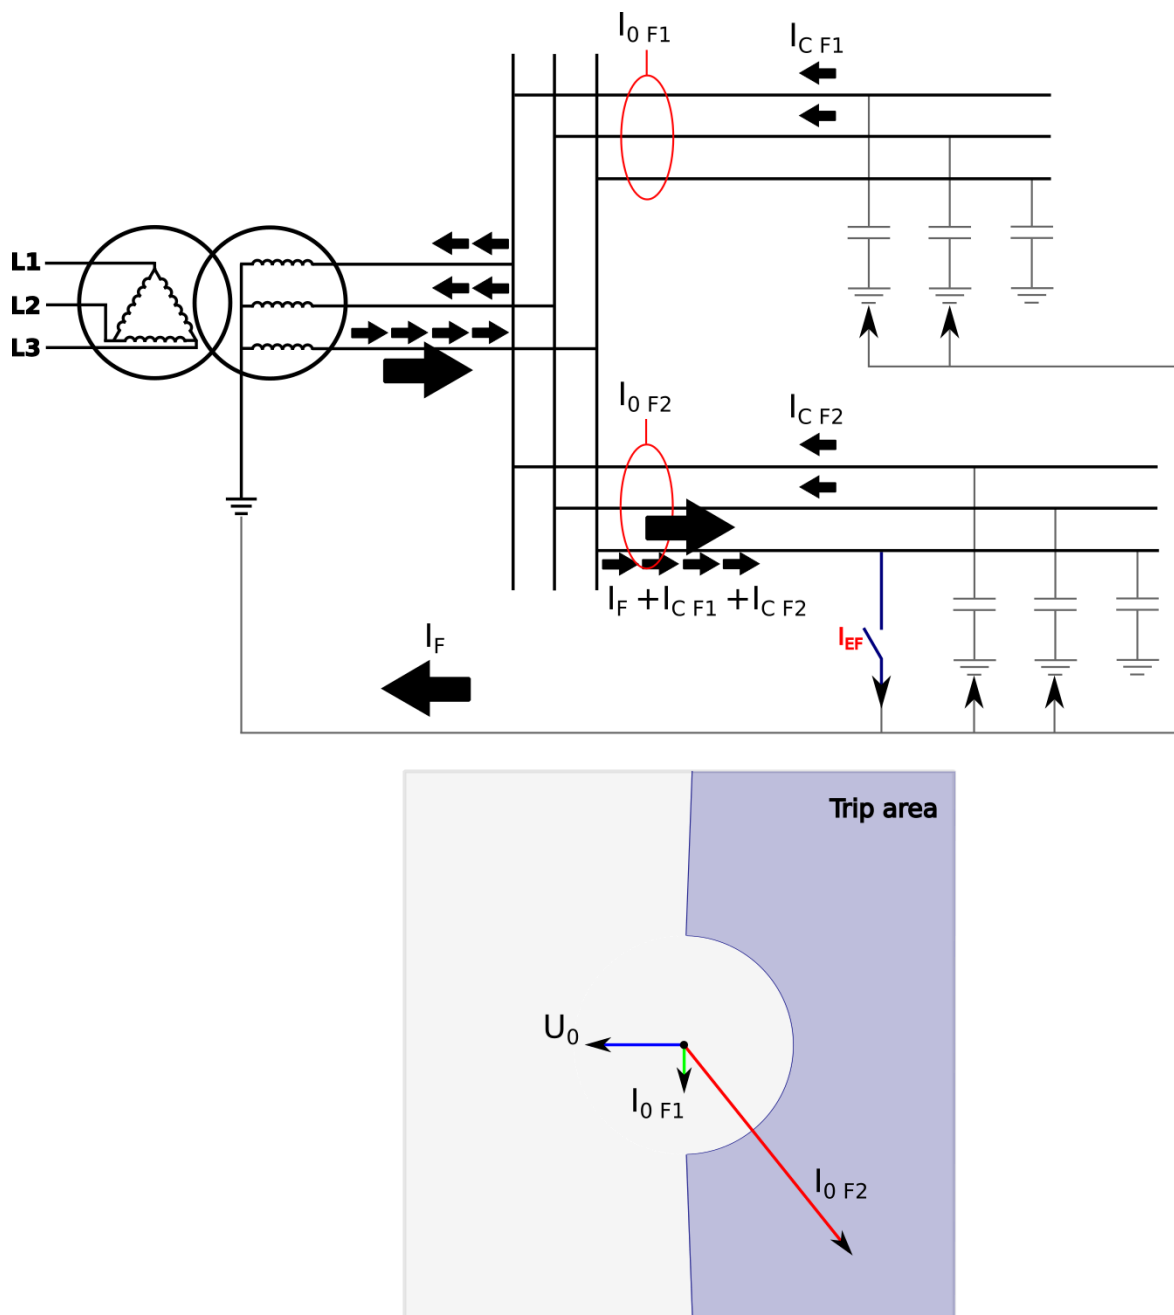 I0 F1
IC F1
L1
L2
L3
I0 F2
IC F2
IF +IC F1 +IC F2
IEF
IF
Trip area
U0
I0 F1
I0 F2